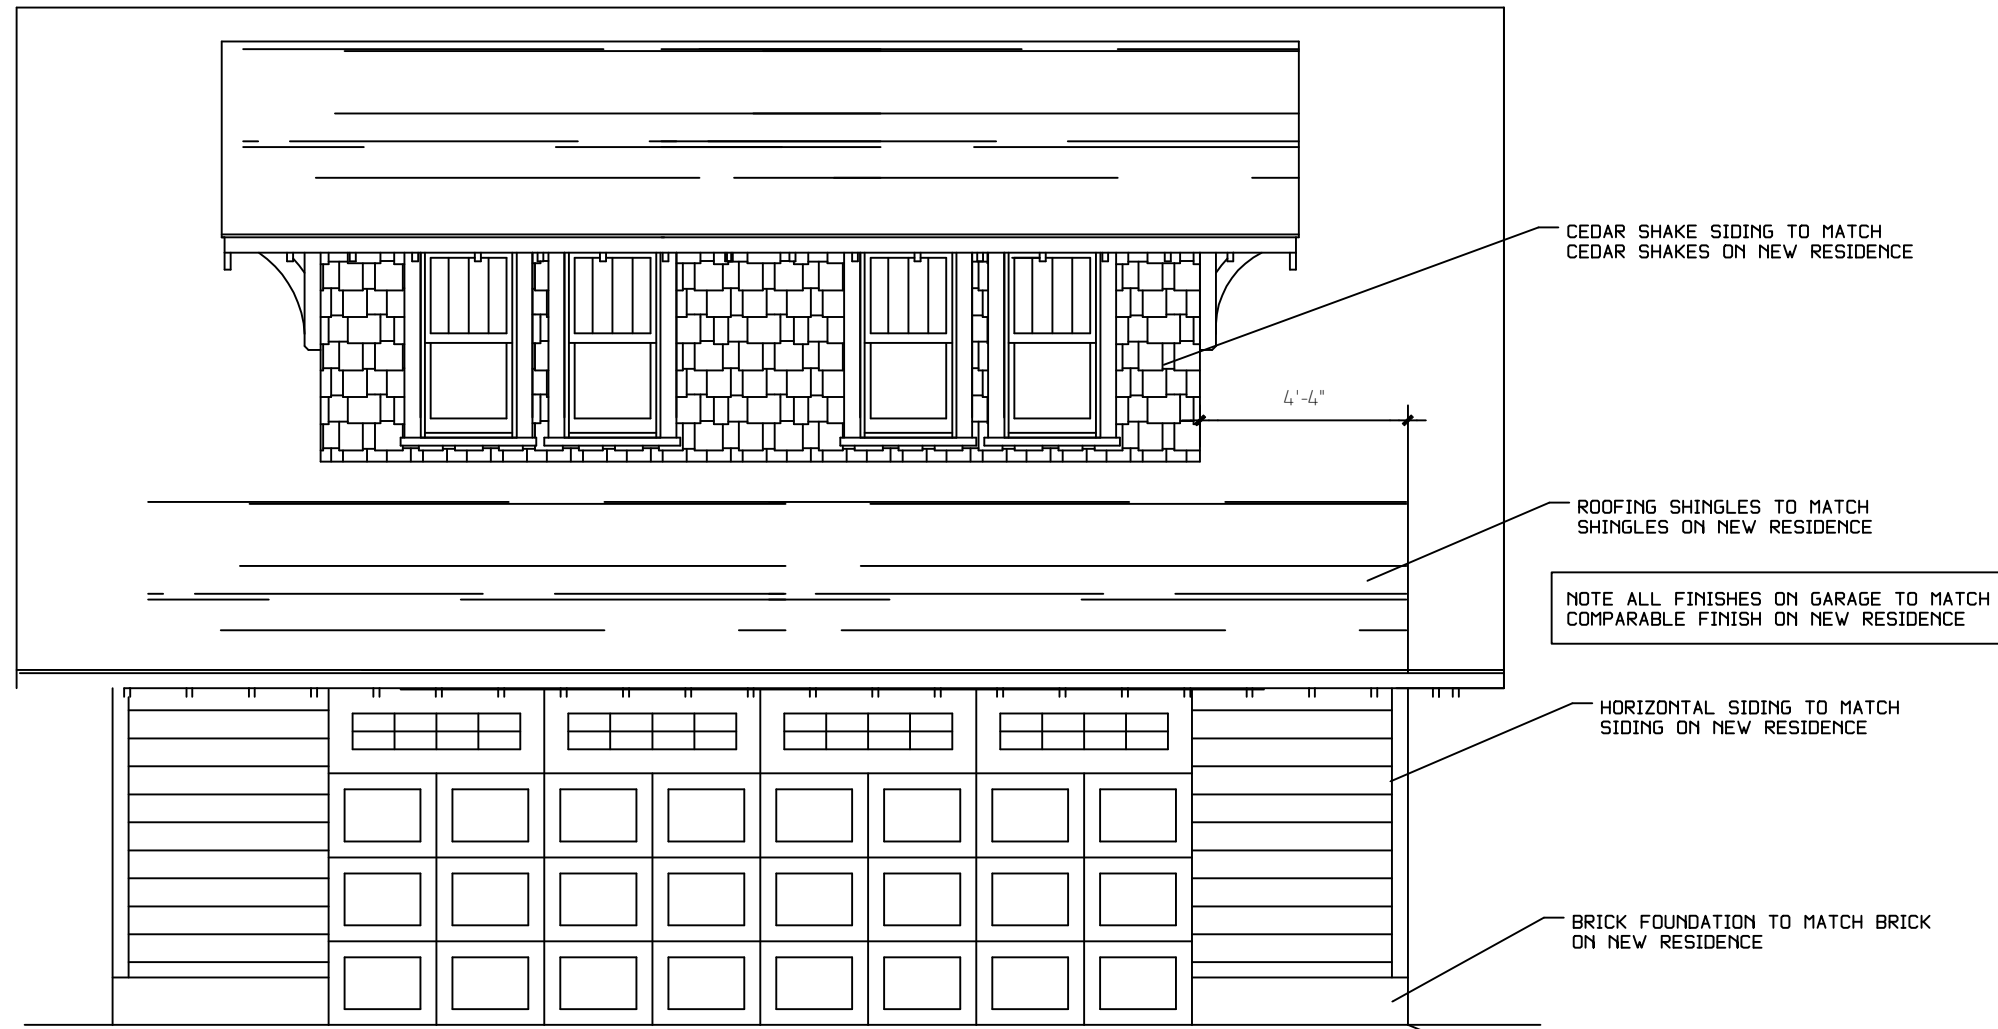 CEDAR SHAKE SIDING TO MATCH
CEDAR SHAKES ON NEW RESIDENCE
4'-4"
ROOFING SHINGLES TO MATCH
SHINGLES ON NEW RESIDENCE
NOTE ALL FINISHES ON GARAGE TO MATCH
COMPARABLE FINISH ON NEW RESIDENCE
HORIZONTAL SIDING TO MATCH
SIDING ON NEW RESIDENCE
BRICK FOUNDATION TO MATCH BRICK
ON NEW RESIDENCE